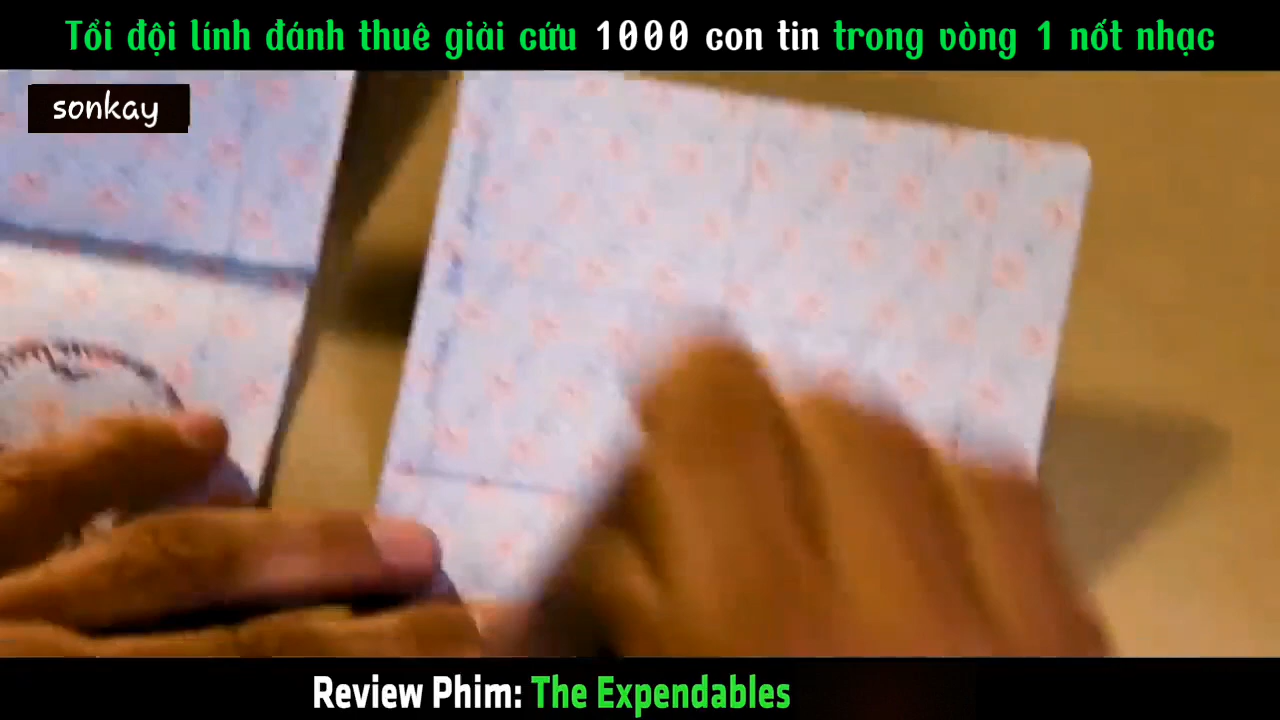 Tồi đội lính đánh thuê giải cứu 1000 con tin trong vòng 1 nốt nhạc
sonkay
Review Phim: The Expendables